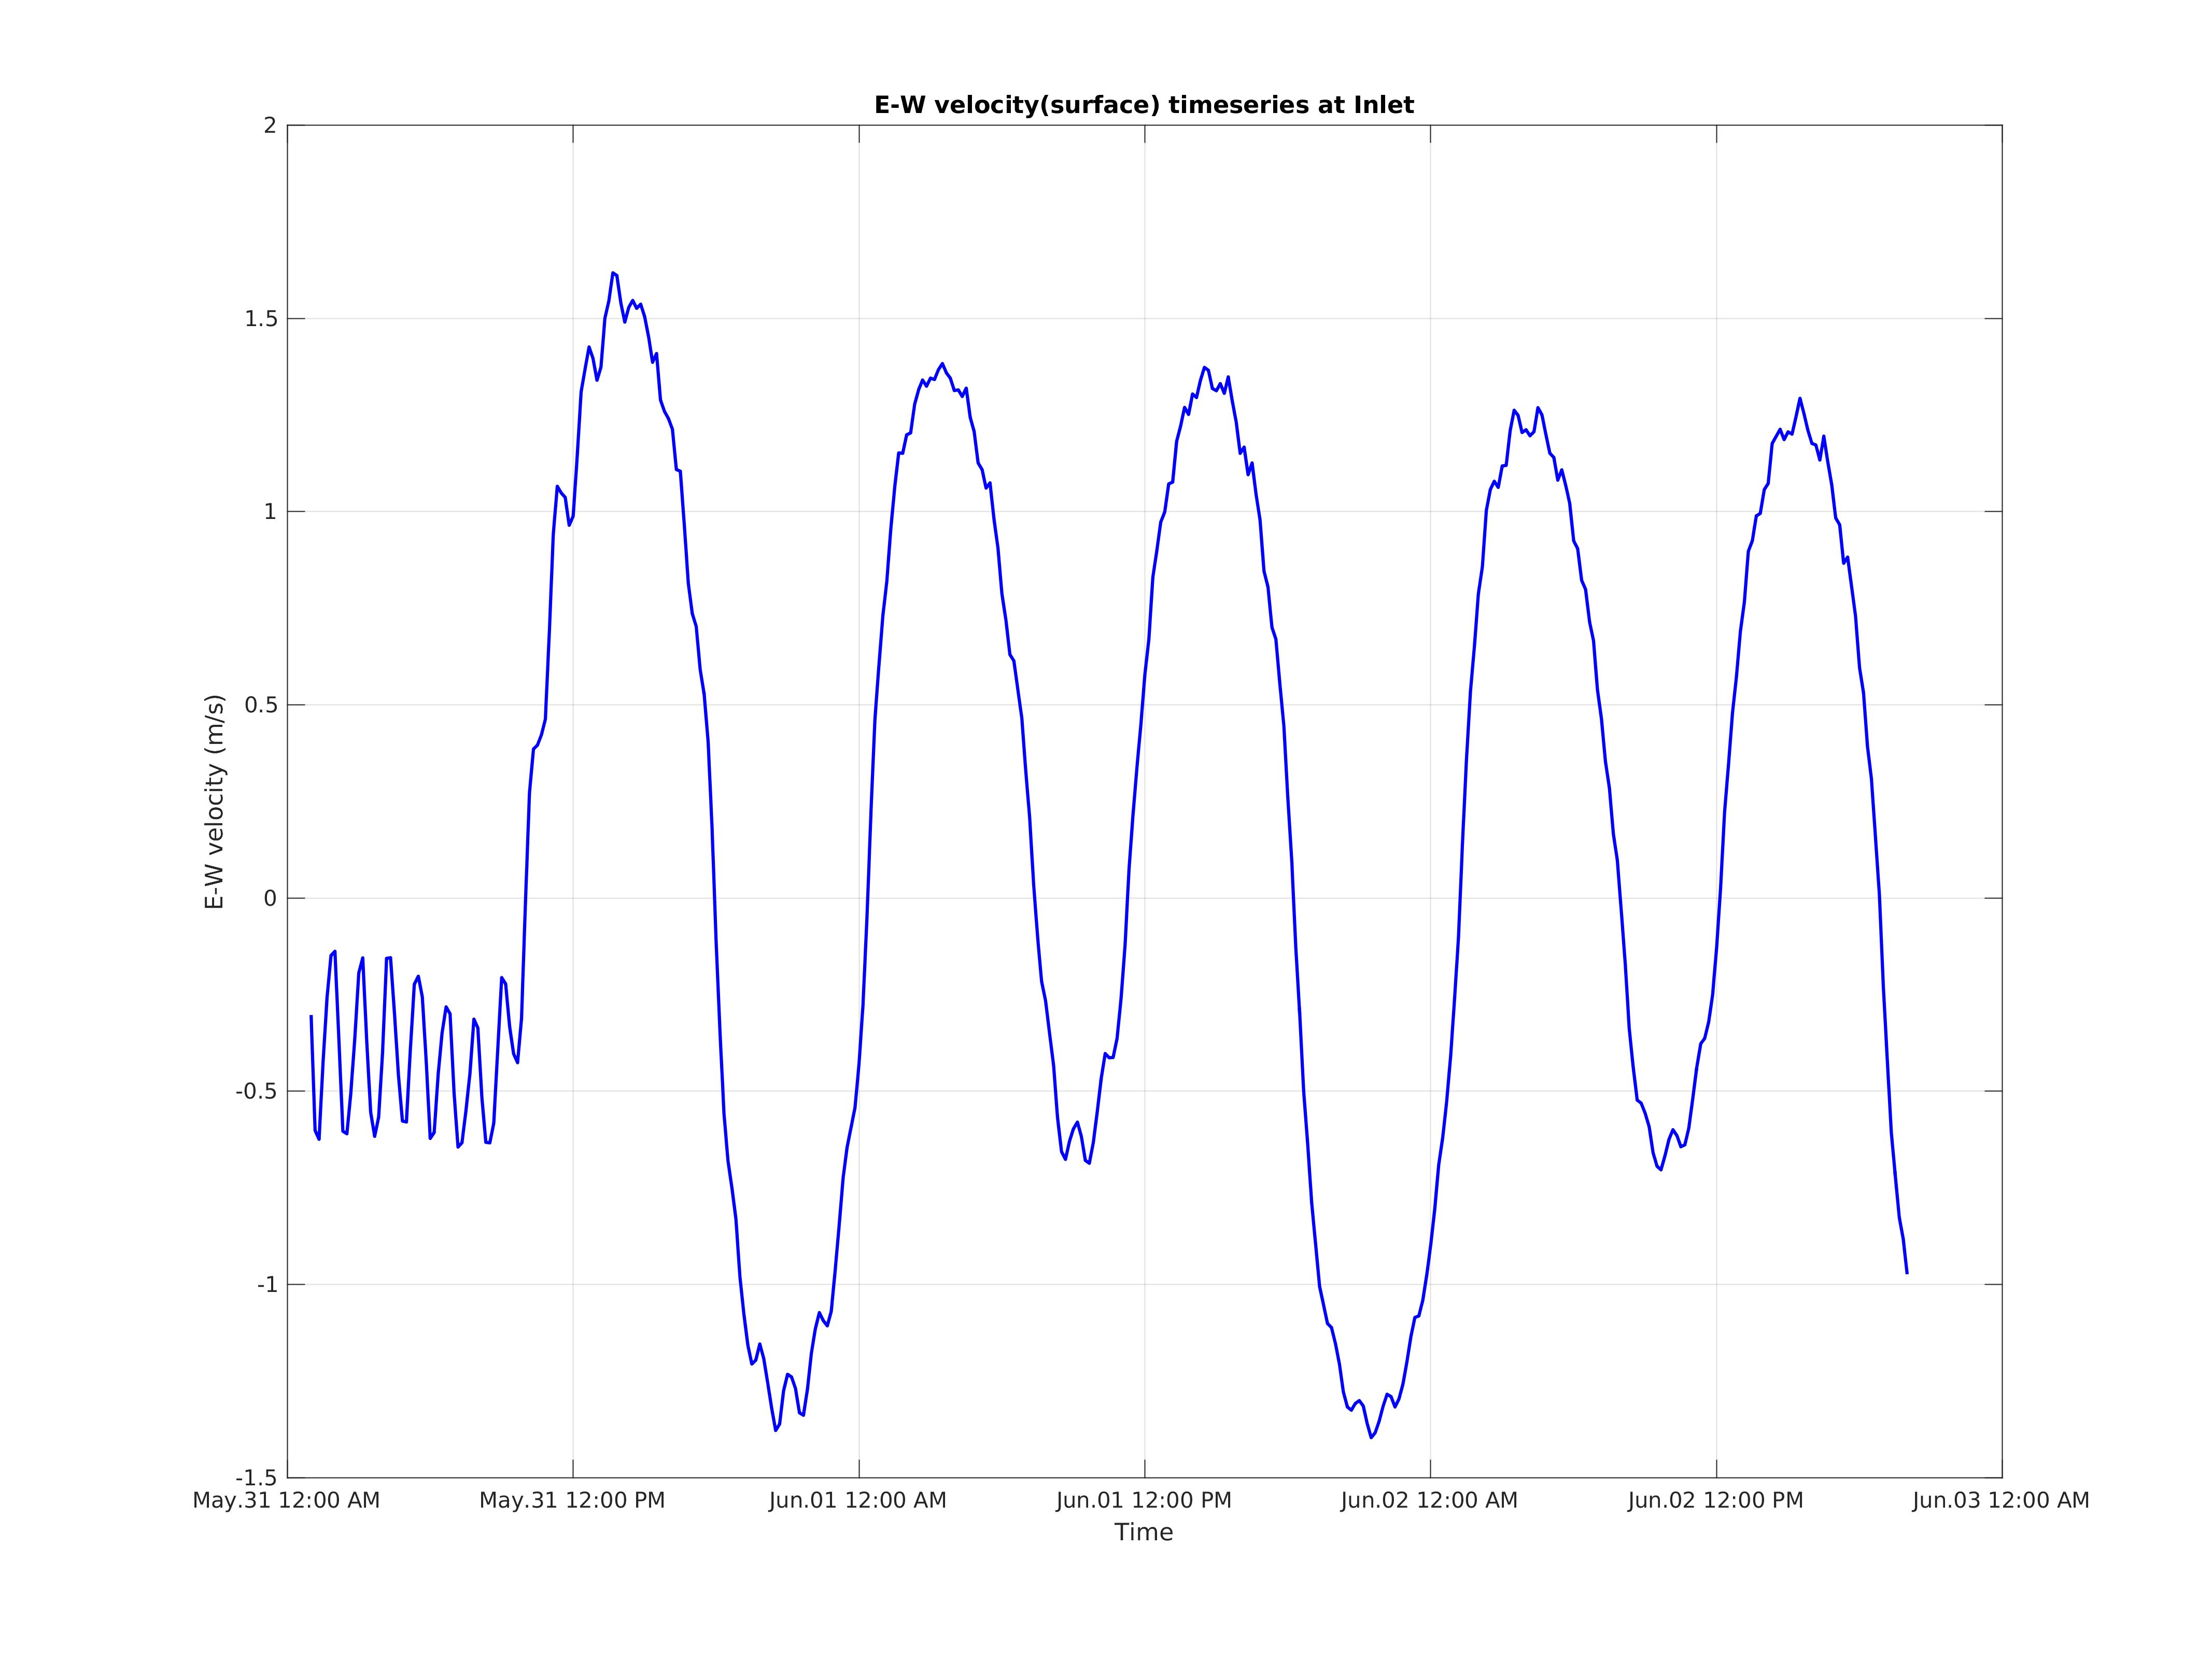 E-W velocity(surface) timeseries at Inlet
2
1.5
1
0.5
0
-0.5
-1
-1.5
E-W velocity (m/s)
May.31 12:00 AM
May.31 12:00 PM
Jun.01 12:00 AM
Jun.01 12:00 PM
Jun.02 12:00 AM
Jun.02 12:00 PM
Jun.03 12:00 AM
Time